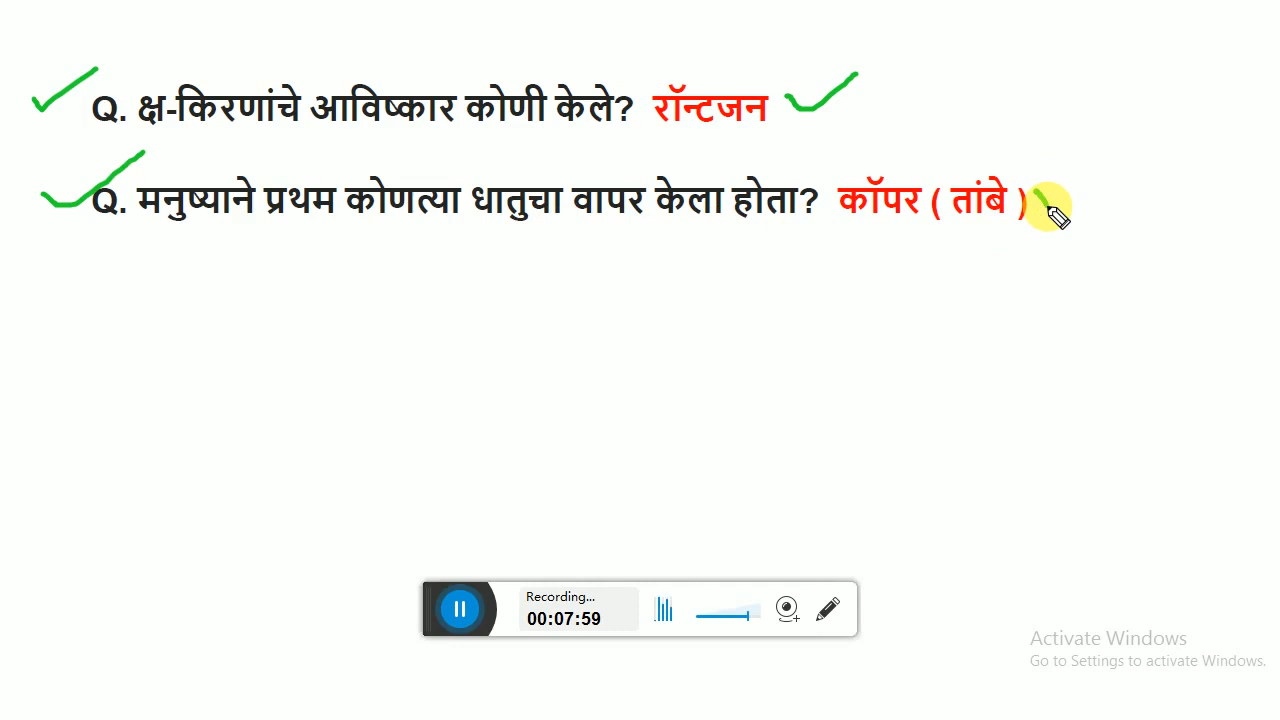 Q. क्ष-किरणांचे आविष्कार कोणी केले? रॉन्टजन
Q. मनुष्याने प्रथम कोणत्या धातुचा वापर केला होता? कॉपर ( तांबे )
Recording...
00:07:59
Activate Windows
Go to Settings to activate Windows.